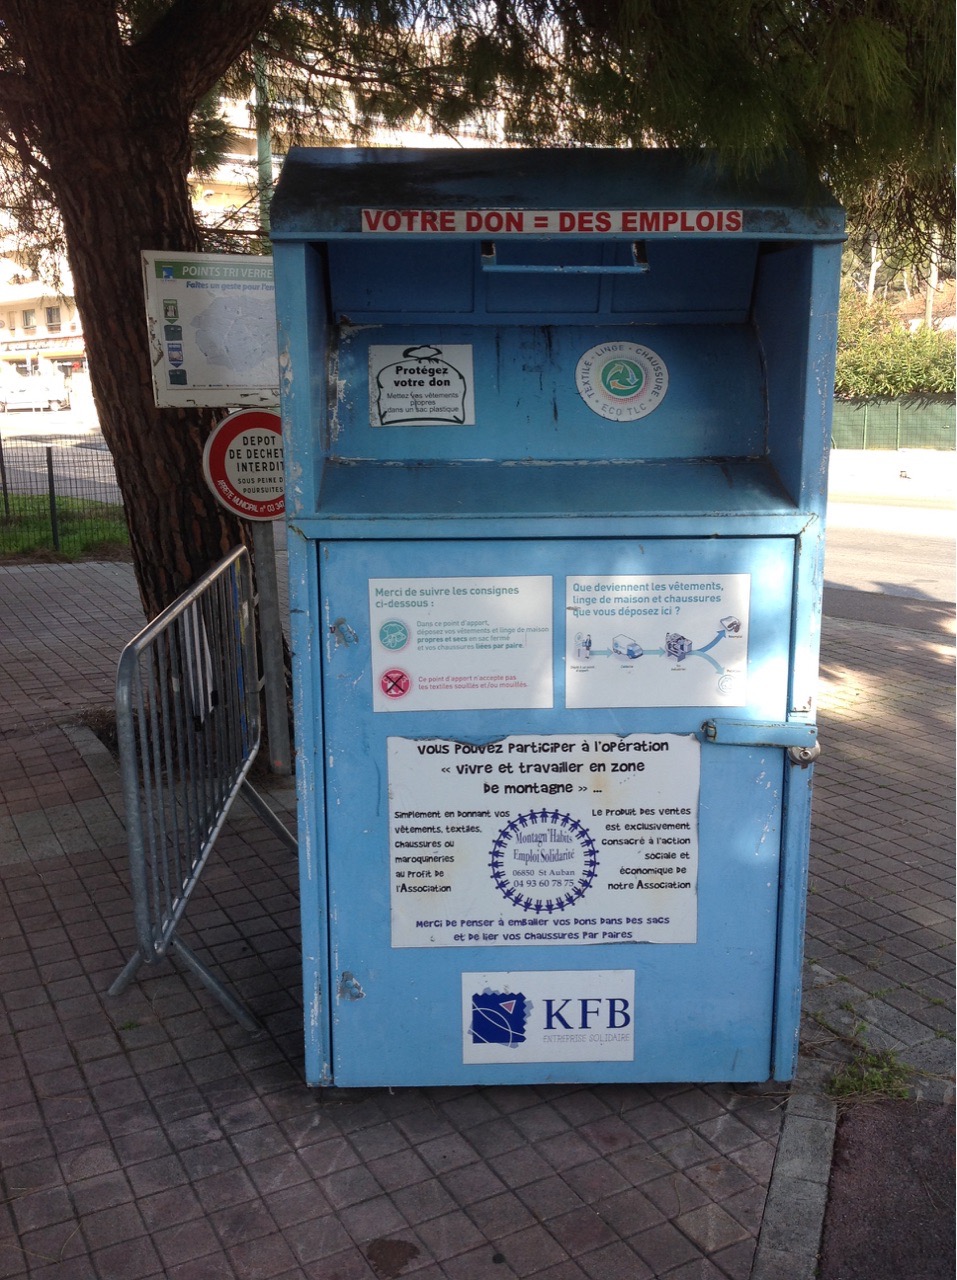 VOTRE DON = DES EMPLOIS
POINTS TRI VERRE
Faites un geste pour l'
Protégez
votre don
Mettez vos vêtements
propres
dans un sac plastique
TEXTILE - LINGE - CHAUSSURE
ECO TLC
DEPOT
DE DECHET
INTERDIT
SOUS PEINE D
POURSUITES
ARRETE MUNICIPAL n° 03
Merci de suivre les consignes
ci-dessous :
Dans ce point d'apport,
déposez vos vêtements et linge de maison
propres et secs en sac fermé
et vos chaussures liées par paire.
Ce point d'apport n'accepte pas
les textiles souillés et/ou mouillés.
Que deviennent les vêtements,
linge de maison et chaussures
que vous déposez ici ?
Vous pouvez participer à l'opération
« vivre et travailler en zone
de montagne » ...
Simplement en donnant vos
vêtements, textiles,
chaussures ou
maroquineries
au profit de
l'Association
Montagn'Habits
Emploi Solidarité
06850 St Auban
04 93 60 78 75
Le produit des ventes
est exclusivement
consacré à l'action
sociale et
économique de
notre Association
Merci de penser à emballer vos dons dans des sacs
et de lier vos chaussures par paires
KFB
ENTREPRISE SOLIDAIRE